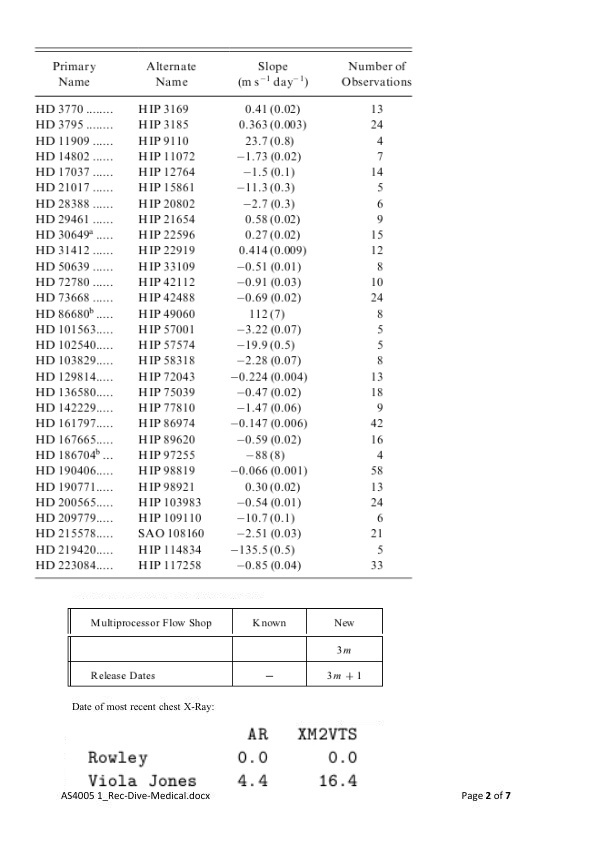 Primary Alternate Slope Number of
Name Name (m s⁻¹ day⁻¹) Observations
HD 3770 ........ HIP 3169 0.41 (0.02) 13
HD 3795 ........ HIP 3185 0.363 (0.003) 24
HD 11909 ...... HIP 9110 23.7 (0.8) 4
HD 14802 ...... HIP 11072 −1.73 (0.02) 7
HD 17037 ...... HIP 12764 −1.5 (0.1) 14
HD 21017 ...... HIP 15861 −11.3 (0.3) 5
HD 28388 ...... HIP 20802 −2.7 (0.3) 6
HD 29461 ...... HIP 21654 0.58 (0.02) 9
HD 30649ᵃ ..... HIP 22596 0.27 (0.02) 15
HD 31412 ...... HIP 22919 0.414 (0.009) 12
HD 50639 ...... HIP 33109 −0.51 (0.01) 8
HD 72780 ...... HIP 42112 −0.91 (0.03) 10
HD 73668 ...... HIP 42488 −0.69 (0.02) 24
HD 86680ᵇ ..... HIP 49060 112 (7) 8
HD 101563..... HIP 57001 −3.22 (0.07) 5
HD 102540..... HIP 57574 −19.9 (0.5) 5
HD 103829..... HIP 58318 −2.28 (0.07) 8
HD 129814..... HIP 72043 −0.224 (0.004) 13
HD 136580..... HIP 75039 −0.47 (0.02) 18
HD 142229..... HIP 77810 −1.47 (0.06) 9
HD 161797..... HIP 86974 −0.147 (0.006) 42
HD 167665..... HIP 89620 −0.59 (0.02) 16
HD 186704ᵇ ... HIP 97255 −88 (8) 4
HD 190406..... HIP 98819 −0.066 (0.001) 58
HD 190771..... HIP 98921 0.30 (0.02) 13
HD 200565..... HIP 103983 −0.54 (0.01) 24
HD 209779..... HIP 109110 −10.7 (0.1) 6
HD 215578..... SAO 108160 −2.51 (0.03) 21
HD 219420..... HIP 114834 −135.5 (0.5) 5
HD 223084..... HIP 117258 −0.85 (0.04) 33
Multiprocessor Flow Shop Known New
3m
Release Dates – 3m + 1
Date of most recent chest X-Ray:
AR XM2VTS
Rowley 0.0 0.0
Viola Jones 4.4 16.4
AS4005 1_Rec-Dive-Medical.docx Page 2 of 7